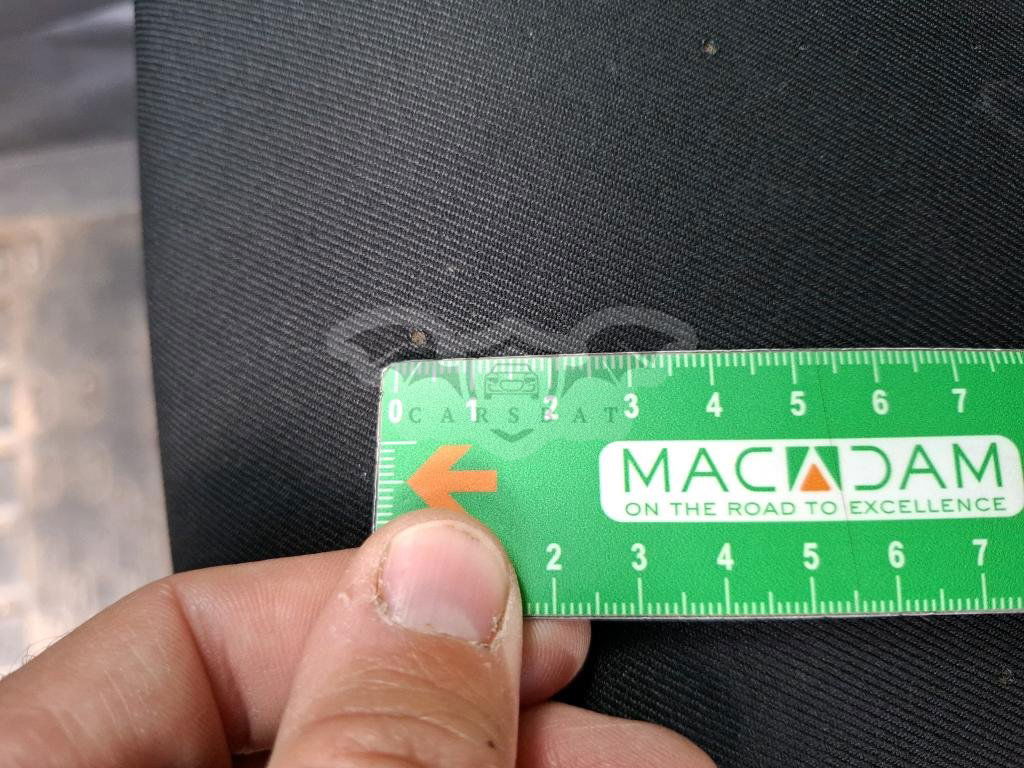 0 1 2 3 4 5 6 7
CARSEAT
MACADAM
ON THE ROAD TO EXCELLENCE
2 3 4 5 6 7